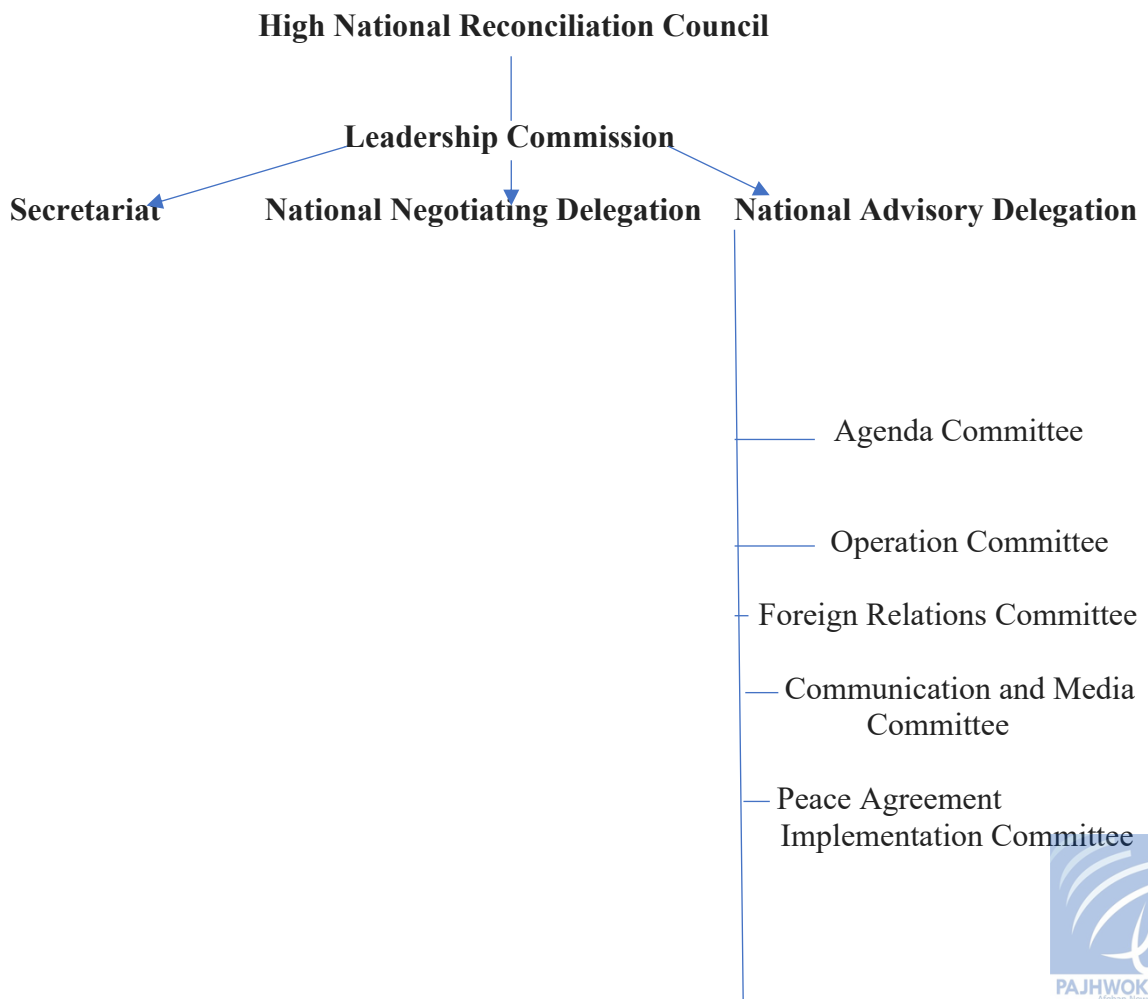 High National Reconciliation Council
Leadership Commission
Secretariat National Negotiating Delegation National Advisory Delegation
Agenda Committee
Operation Committee
Foreign Relations Committee
Communication and Media
Committee
Peace Agreement
Implementation Committee
PAJHWOK